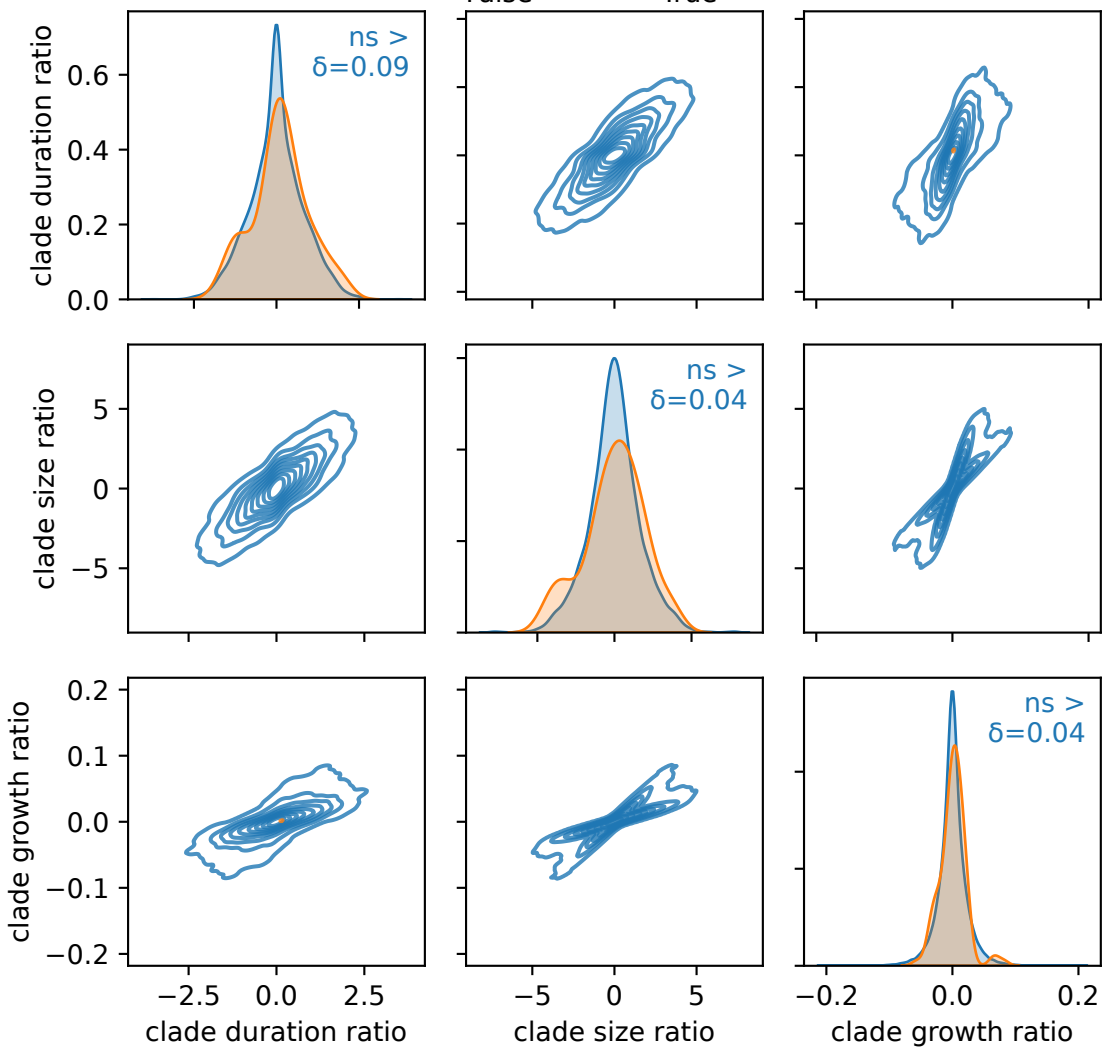 clade duration ratio
0.6
0.4
0.2
0.0
ns >
δ=0.09
clade size ratio
5
0
−5
ns >
δ=0.04
clade growth ratio
0.2
0.1
0.0
−0.1
−0.2
ns >
δ=0.04
−2.5 0.0 2.5
clade duration ratio
−5 0 5
clade size ratio
−0.2 0.0 0.2
clade growth ratio